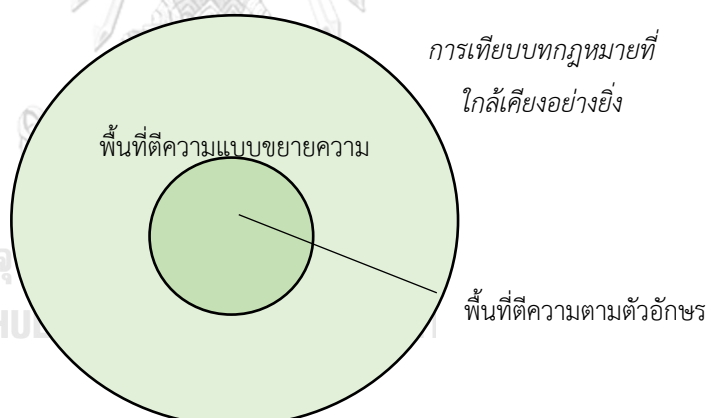 การเทียบบทกฎหมายที่
ใกล้เคียงอย่างยิ่ง
พื้นที่ตีความแบบขยายความ
พื้นที่ตีความตามตัวอักษร